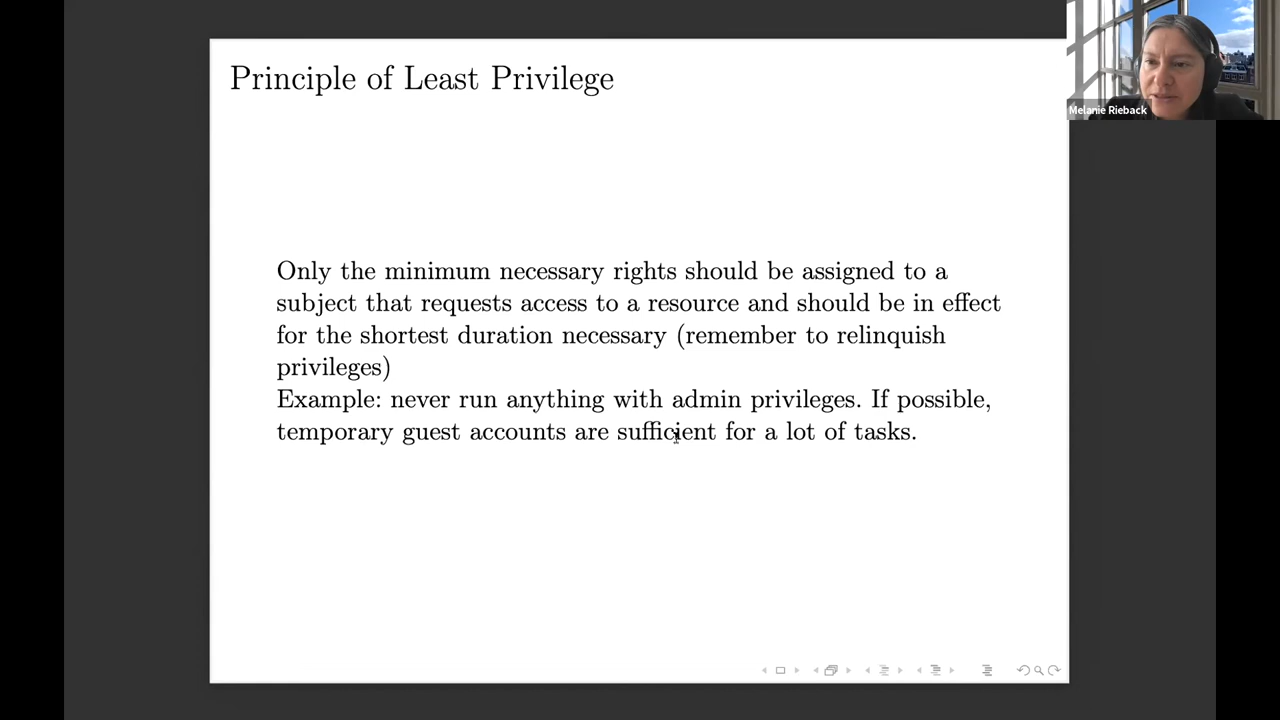 Principle of Least Privilege
Melanie Rieback
Only the minimum necessary rights should be assigned to a
subject that requests access to a resource and should be in effect
for the shortest duration necessary (remember to relinquish
privileges)
Example: never run anything with admin privileges. If possible,
temporary guest accounts are sufficient for a lot of tasks.